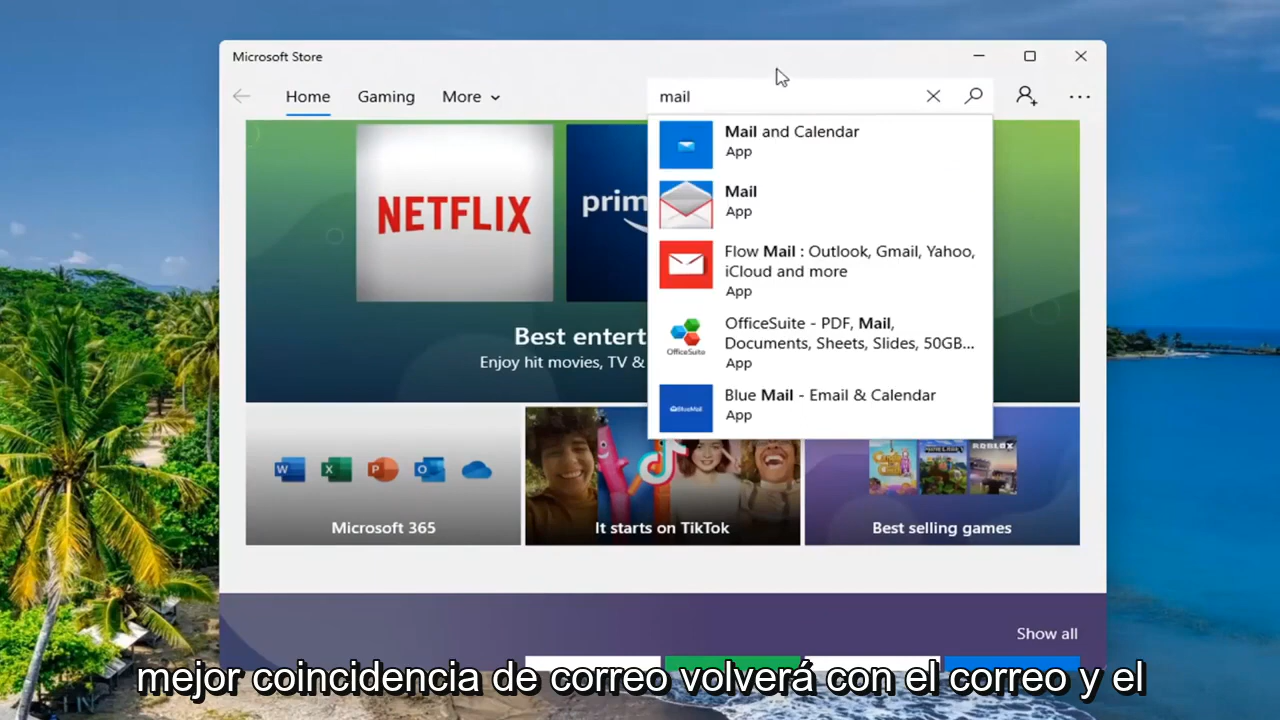 Microsoft Store
Home Gaming More
mail
Mail and Calendar
App
Mail
App
Flow Mail : Outlook, Gmail, Yahoo,
iCloud and more
App
OfficeSuite - PDF, Mail,
Documents, Sheets, Slides, 50GB...
App
OfficeSuite
Blue Mail - Email & Calendar
App
BlueMail
NETFLIX
prim
Best entert
Enjoy hit movies, TV &
W X P O
Microsoft 365
It starts on TikTok
ROBLOX
Best selling games
Show all
mejor coincidencia de correo volverá con el correo y el